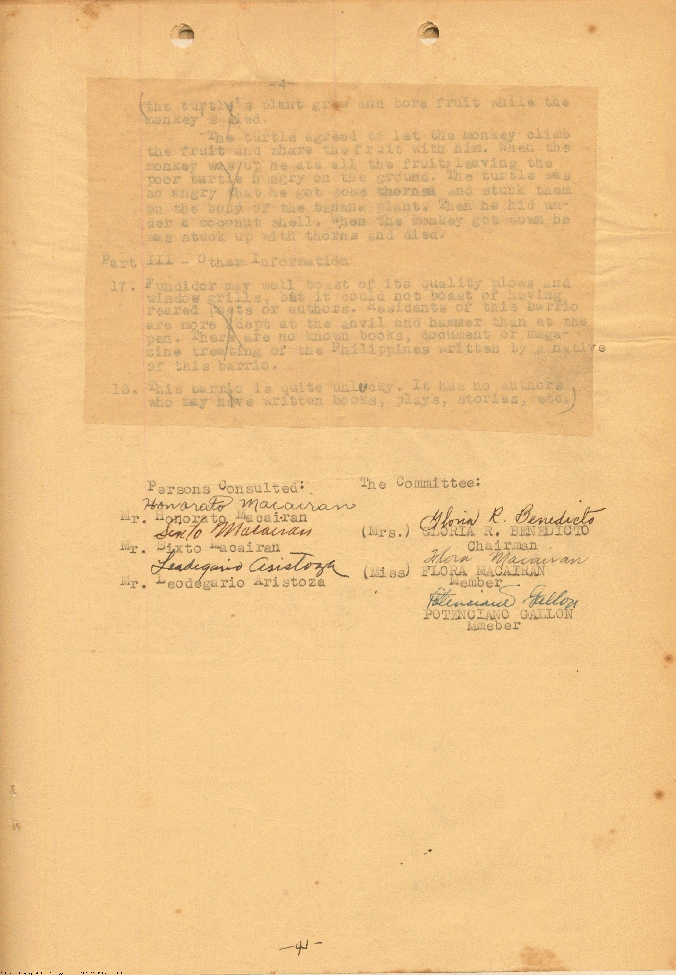 -4-
(the turtle's plant grew and bore fruit while the
monkey's died.
The turtle agreed to let the monkey climb
the fruit and share the fruit with him. When the
monkey was up he ate all the fruits leaving the
poor turtle hungry on the ground. The turtle was
so angry that he got some thornes and stuck them
on the body of the banana plant. Then he hid un-
der a coconut shell. When the monkey got down he
was stuck up with thorns and died.
Part III - Other Information
17. Fundidor may well boast of its quality plows and
window grills, but it could not boast of having
reared poets or authors. Residents of this barrio
are more adept at the anvil and hammer than at the
pen. There are no known books, document or maga-
zine treating of the Philippines written by a native
of this barrio.
18. This barrio is quite unlucky. It has no authors
who may have written books, plays, stories, etc.)
Persons Consulted:
Honorato Macairan
Mr. Honorato Macairan
Sixto Macairan
Mr. Sixto Macairan
Leodegario Aristoza
Mr. Leodegario Aristoza
The Committee:
Gloria R. Benedicto
(Mrs.) GLORIA R. BENEDICTO
Chairman
Flora Macairan
(Miss) FLORA MACAIRAN
Member
Potenciano Gallon
POTENCIANO GALLON
Mmeber
-4-